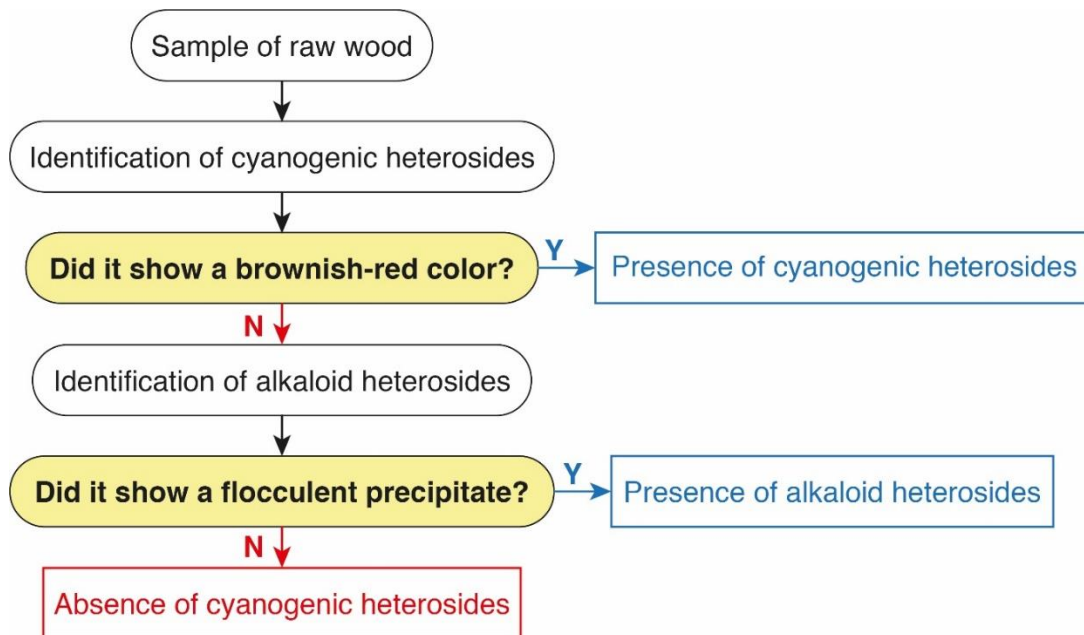 Sample of raw wood
Identification of cyanogenic heterosides
Did it show a brownish-red color?
Y
Presence of cyanogenic heterosides
N
Identification of alkaloid heterosides
Did it show a flocculent precipitate?
Y
Presence of alkaloid heterosides
N
Absence of cyanogenic heterosides